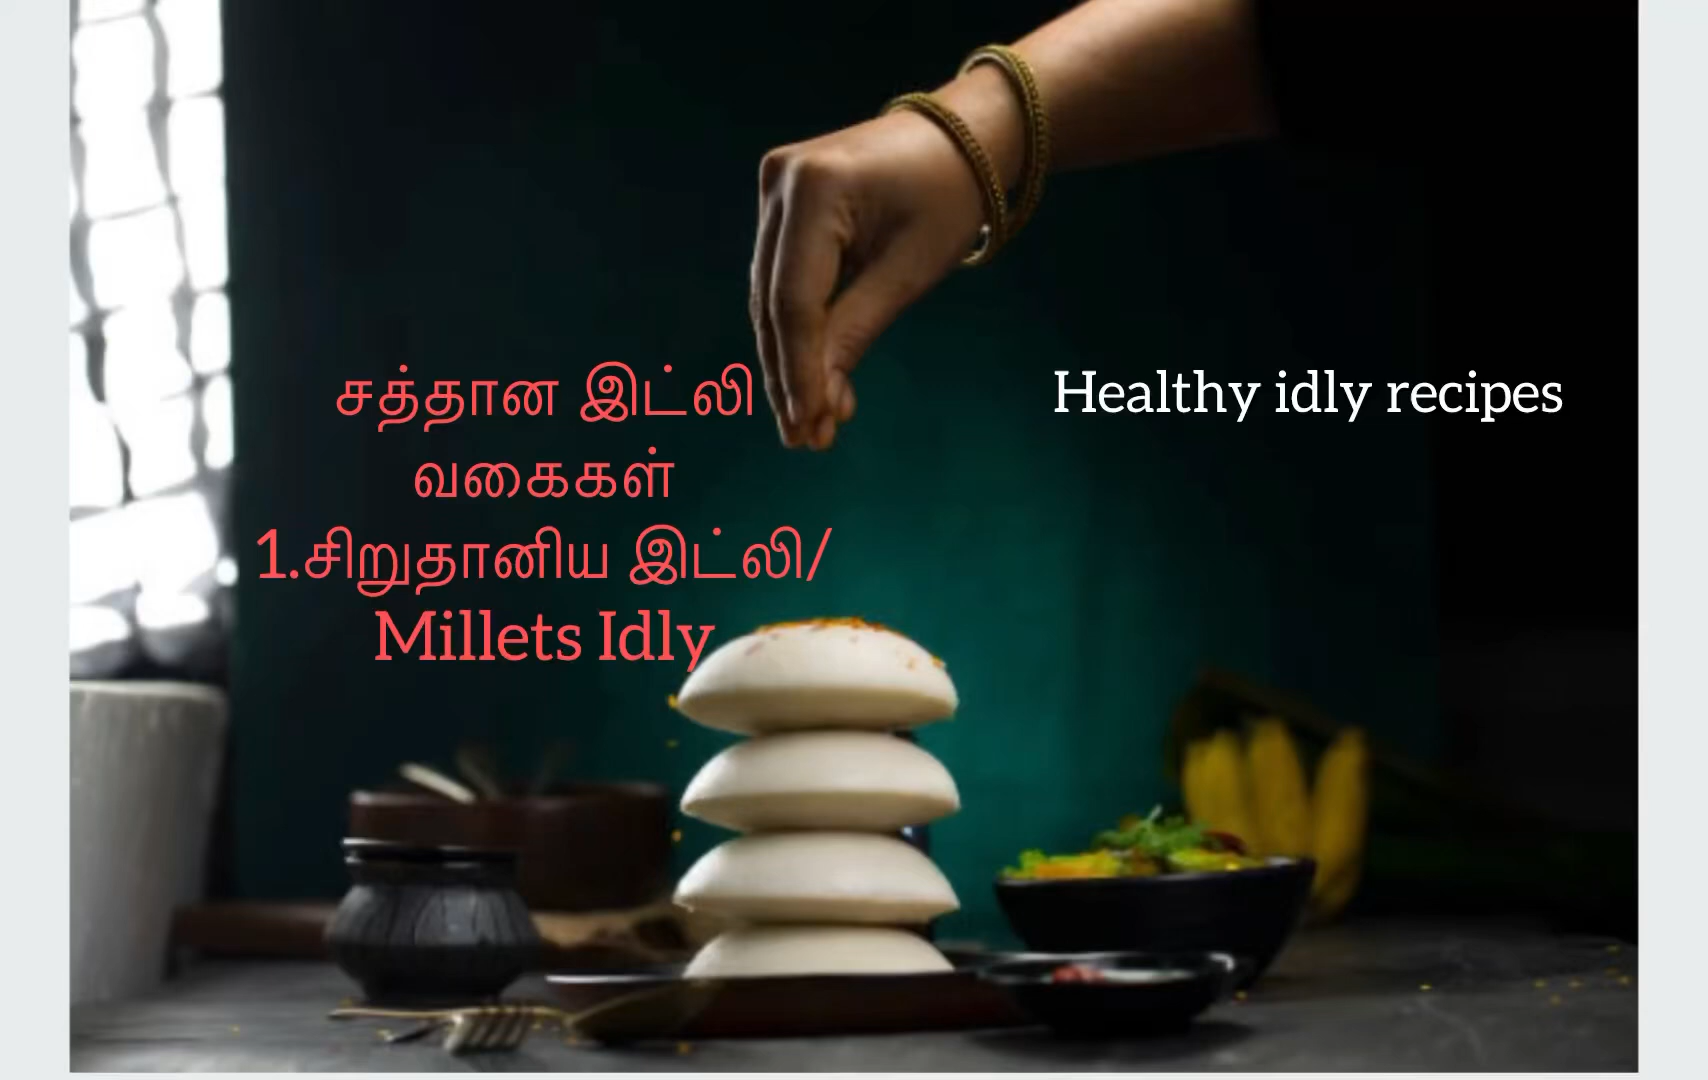 சத்தான இட்லி
வகைகள்
1.சிறுதானிய இட்லி/
Millets Idly
Healthy idly recipes